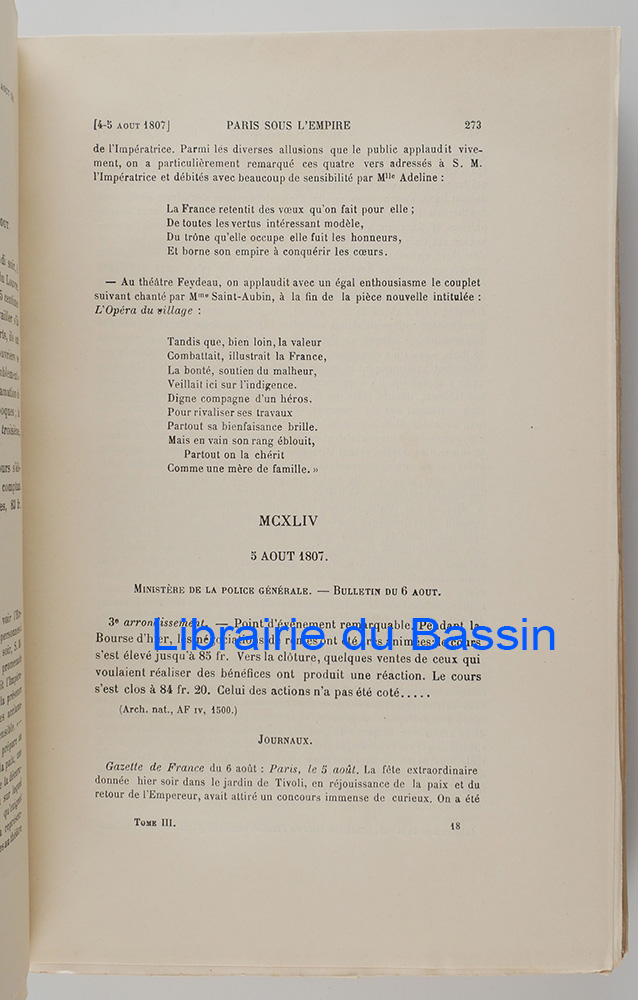 [4-5 AOUT 1807] PARIS SOUS L'EMPIRE 273
de l'Impératrice. Parmi les diverses allusions que le public applaudit vive-
ment, on a particulièrement remarqué ces quatre vers adressés à S. M.
l'Impératrice et débités avec beaucoup de sensibilité par Mlle Adeline :
La France retentit des vœux qu'on fait pour elle ;
De toutes les vertus intéressant modèle,
Du trône qu'elle occupe elle fuit les honneurs,
Et borne son empire à conquérir les cœurs.
— Au théâtre Feydeau, on applaudit avec un égal enthousiasme le couplet
suivant chanté par Mme Saint-Aubin, à la fin de la pièce nouvelle intitulée :
L'Opéra du village :
Tandis que, bien loin, la valeur
Combattait, illustrait la France,
La bonté, soutien du malheur,
Veillait ici sur l'indigence.
Digne compagne d'un héros.
Pour rivaliser ses travaux
Partout sa bienfaisance brille.
Mais en vain son rang éblouit,
Partout on la chérit
Comme une mère de famille. »
MCXLIV
5 AOUT 1807.
MINISTÈRE DE LA POLICE GÉNÉRALE. — BULLETIN DU 6 AOUT.
3e arrondissement. — Point d'événement remarquable. Pendant la
Librairie du Bassin
Bourse d'hier, les négociations de rentes ont été très animées. Le cours
s'est élevé jusqu'à 85 fr. Vers la clôture, quelques ventes de ceux qui
voulaient réaliser des bénéfices ont produit une réaction. Le cours
s'est clos à 84 fr. 20. Celui des actions n'a pas été coté.....
(Arch. nat., AF IV, 1500.)
JOURNAUX.
Gazette de France du 6 août : Paris, le 5 août. La fête extraordinaire
donnée hier soir dans le jardin de Tivoli, en réjouissance de la paix et du
retour de l'Empereur, avait attiré un concours immense de curieux. On a été
TOME III. 18